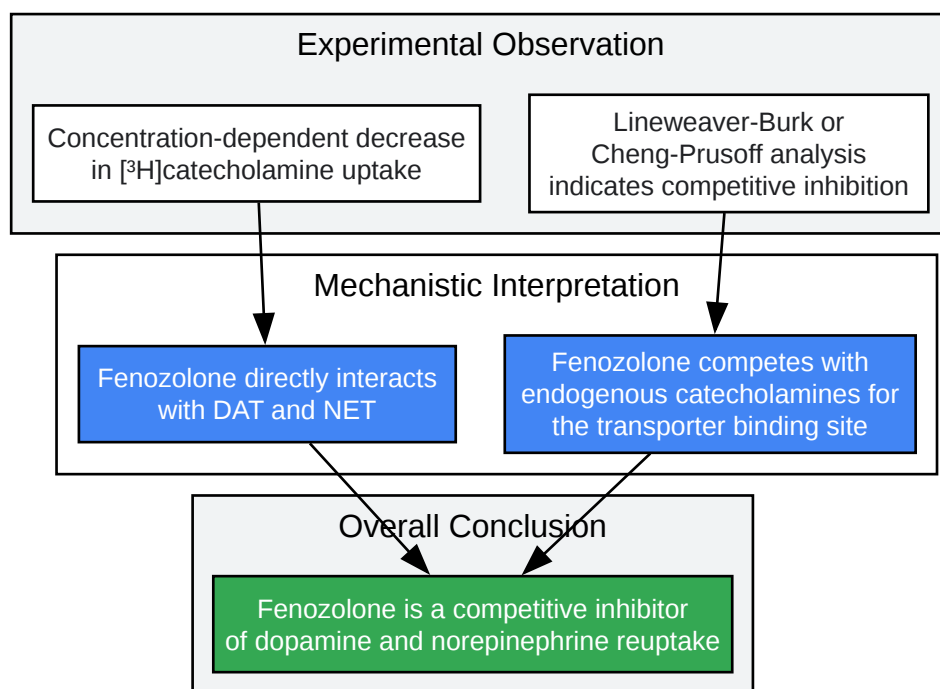 Experimental Observation
Concentration-dependent decrease
in [³H]catecholamine uptake
Lineweaver-Burk or
Cheng-Prusoff analysis
indicates competitive inhibition
Mechanistic Interpretation
Fenozolone directly interacts
with DAT and NET
Fenozolone competes with
endogenous catecholamines for
the transporter binding site
Overall Conclusion
Fenozolone is a competitive inhibitor
of dopamine and norepinephrine reuptake